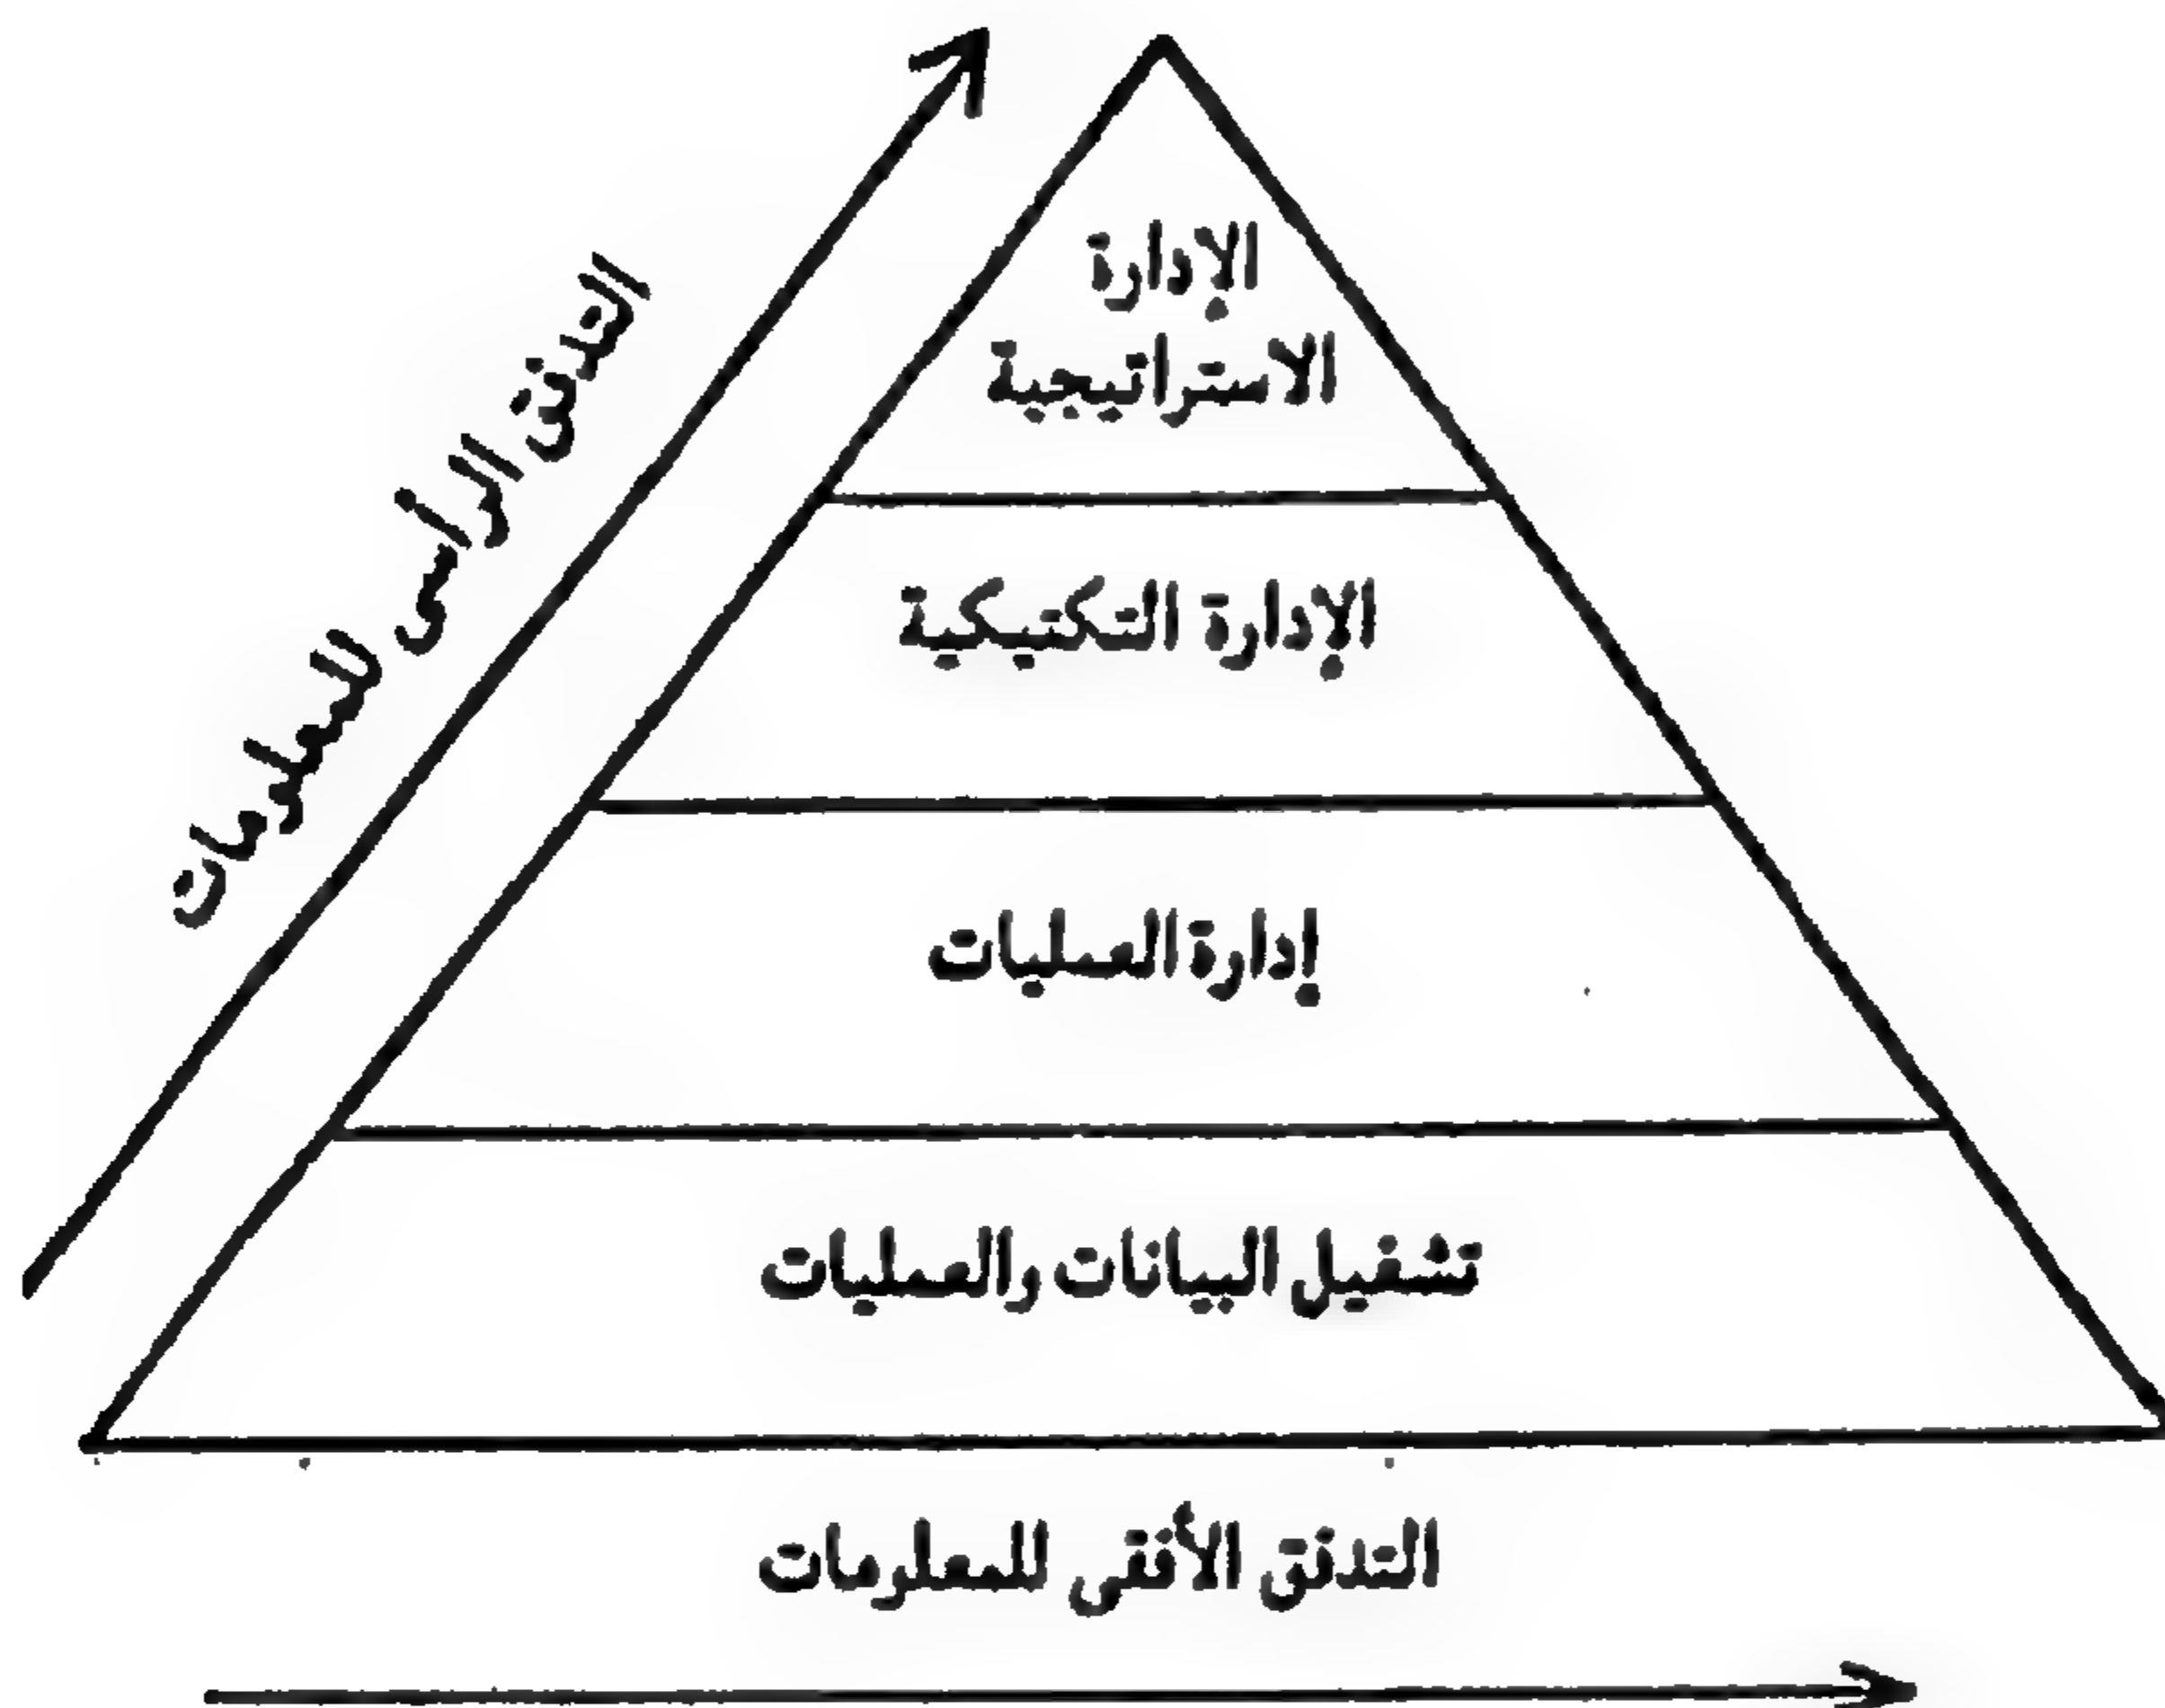 الإدارة
الاستراتيجية
الإدارة التكتيكية
إدارة العمليات
تشغيل البيانات والعمليات
التدفق الرأسى للمعلومات
التدفق الأفقى للمعلومات